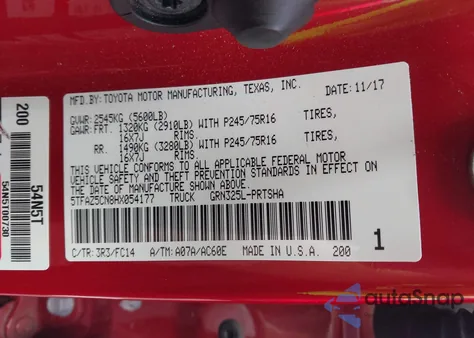 MFD.BY:TOYOTA MOTOR MANUFACTURING, TEXAS, INC. DATE:11/17
GVWR:2545KG (5600LB)
GAWR:FRT. 1320KG (2910LB) WITH P245/75R16 TIRES,
16X7J RIMS.
RR. 1490KG (3280LB) WITH P245/75R16 TIRES,
16X7J RIMS.
THIS VEHICLE CONFORMS TO ALL APPLICABLE FEDERAL MOTOR
VEHICLE SAFETY AND THEFT PREVENTION STANDARDS IN EFFECT
ON THE DATE OF MANUFACTURE SHOWN ABOVE.
5TFAZ5CN8HX054177 TRUCK GRN325L-PRTSHA
C/TR:3R3/FC14 A/TM:A07A/AC60E MADE IN U.S.A. 200
1
200
54N5T
54N5T00730
autoSnap